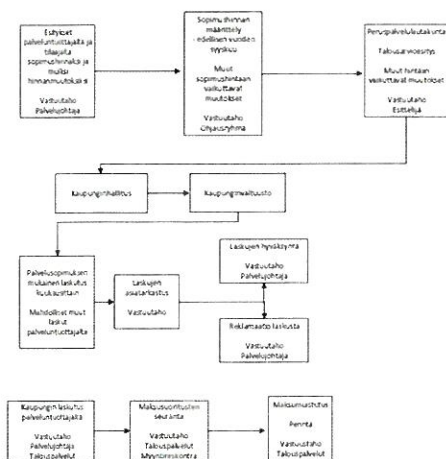 Esitykset
palveluntuottajalta ja
tilaajalta
sopimushinnaksi ja
muiksi
hinnanmuutoksiksi
Vastuutaho
Palvelujohtaja
Sopimushinnan
määrittely
- edellisen vuoden
syyskuu
Muut
sopimushintaan
vaikuttavat
muutokset
Vastuutaho
Ohjausryhmä
Peruspalvelulautakunta
Talousarvioesitys
Muut hintaan
vaikuttavat muutokset
Vastuutaho
Esittelijä
Kaupunginhallitus
Kaupunginvaltuusto
Palvelusopimuksen
mukainen laskutus
kuukausittain
Mahdolliset muut
laskut
palveluntuottajalta
Laskujen
asiatarkastus
Vastuutaho
Laskujen hyväksyntä
Vastuutaho
Palvelujohtaja
Reklamaatio laskusta
Vastuutaho
Palvelujohtaja
Kaupungin laskutus
palveluntuottajalta
Vastuutaho
Palvelujohtaja
Talouspalvelut
Maksusuoritusten
seuranta
Vastuutaho
Talouspalvelut
Myyntireskontra
Maksumuistutus
Perintä
Vastuutaho
Talouspalvelut